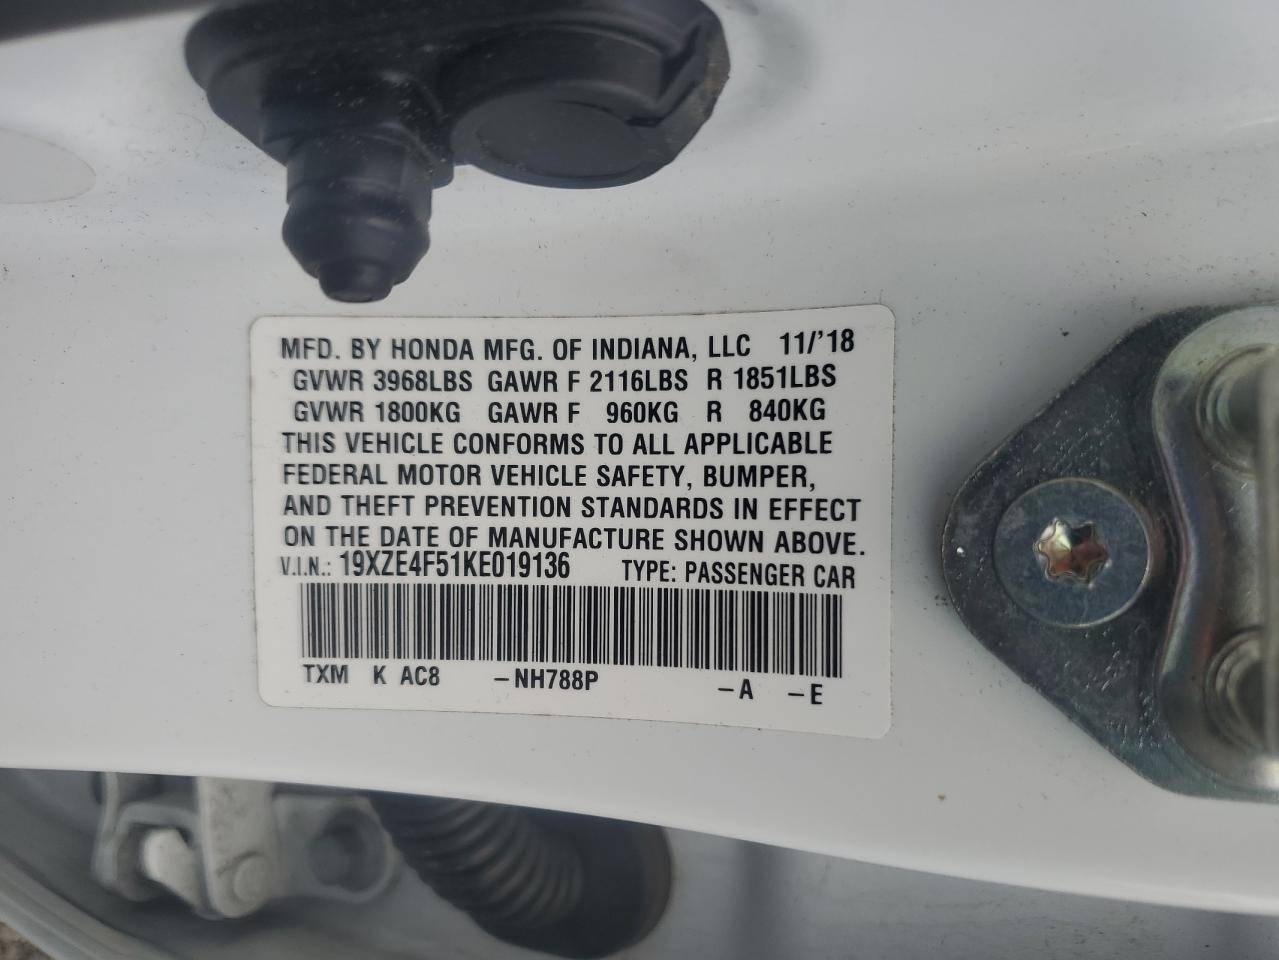 MFD. BY HONDA MFG. OF INDIANA, LLC 11/'18
GVWR 3968LBS GAWR F 2116LBS R 1851LBS
GVWR 1800KG GAWR F 960KG R 840KG
THIS VEHICLE CONFORMS TO ALL APPLICABLE
FEDERAL MOTOR VEHICLE SAFETY, BUMPER,
AND THEFT PREVENTION STANDARDS IN EFFECT
ON THE DATE OF MANUFACTURE SHOWN ABOVE.
V.I.N.: 19XZE4F51KE019136 TYPE: PASSENGER CAR
TXM K AC8 -NH788P -A -E